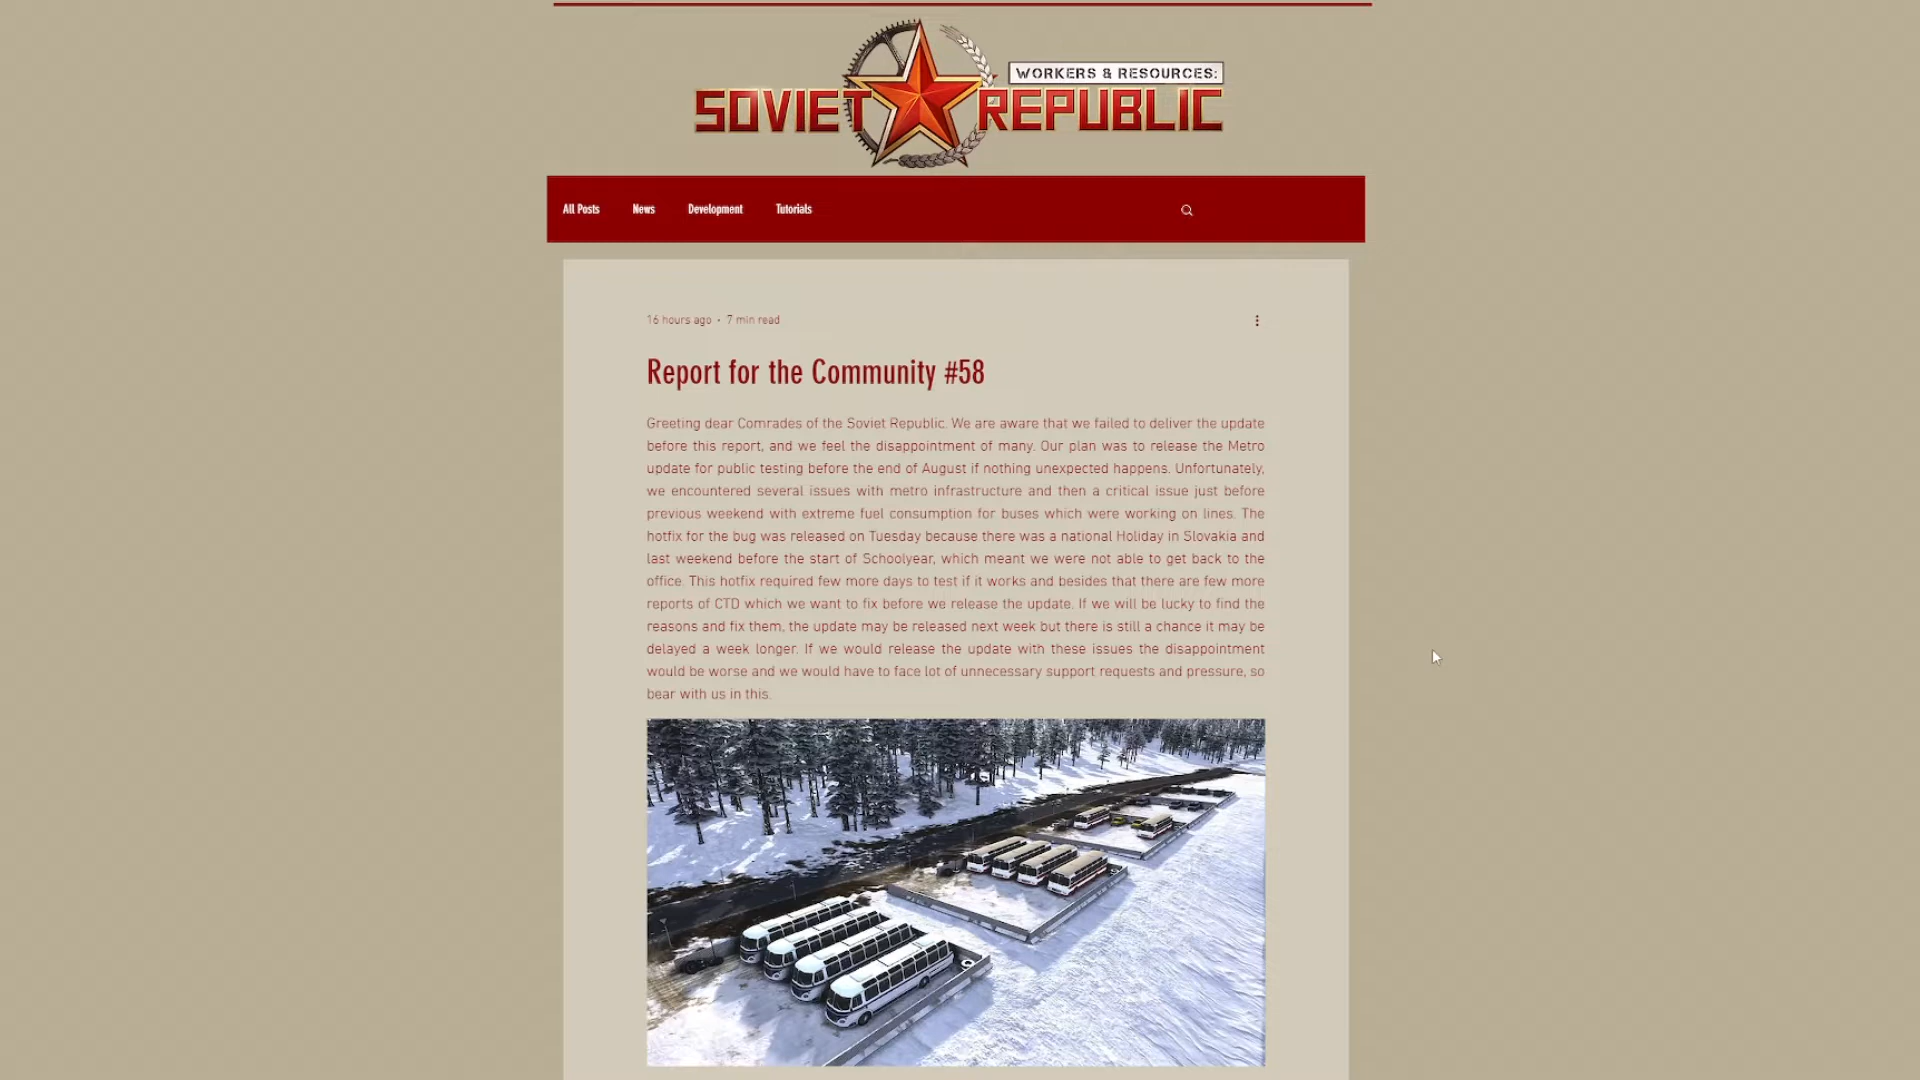 WORKERS & RESOURCES:
SOVIET REPUBLIC
All Posts News Development Tutorials
16 hours ago · 7 min read
Report for the Community #58
Greeting dear Comrades of the Soviet Republic. We are aware that we failed to deliver the update
before this report, and we feel the disappointment of many. Our plan was to release the Metro
update for public testing before the end of August if nothing unexpected happens. Unfortunately,
we encountered several issues with metro infrastructure and then a critical issue just before
previous weekend with extreme fuel consumption for buses which were working on lines. The
hotfix for the bug was released on Tuesday because there was a national Holiday in Slovakia and
last weekend before the start of Schoolyear, which meant we were not able to get back to the
office. This hotfix required few more days to test if it works and besides that there are few more
reports of CTD which we want to fix before we release the update. If we will be lucky to find the
reasons and fix them, the update may be released next week but there is still a chance it may be
delayed a week longer. If we would release the update with these issues the disappointment
would be worse and we would have to face lot of unnecessary support requests and pressure, so
bear with us in this.